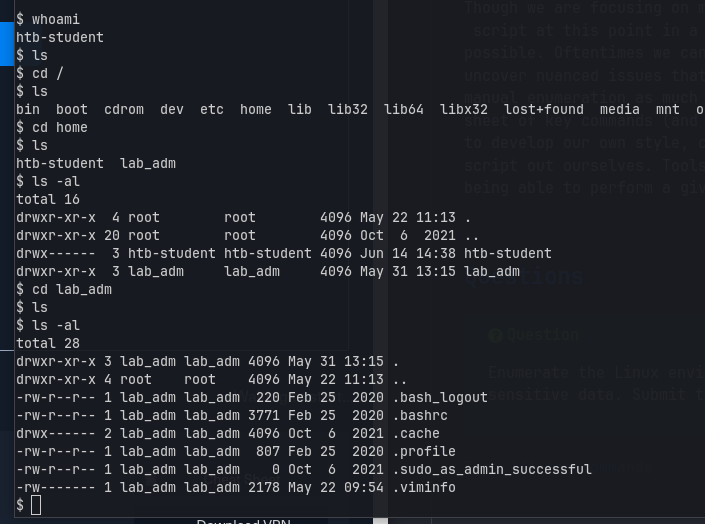 $ whoami
htb-student
$ ls
$ cd /
$ ls
bin  boot  cdrom  dev  etc  home  lib  lib32  lib64  libx32  lost+found  media  mnt  o
$ cd home
$ ls
htb-student  lab_adm
$ ls -al
total 16
drwxr-xr-x  4 root        root        4096 May 22 11:13 .
drwxr-xr-x 20 root        root        4096 Oct  6  2021 ..
drwx------  3 htb-student htb-student 4096 Jun 14 14:38 htb-student
drwxr-xr-x  3 lab_adm     lab_adm     4096 May 31 13:15 lab_adm
$ cd lab_adm
$ ls
$ ls -al
total 28
drwxr-xr-x 3 lab_adm lab_adm 4096 May 31 13:15 .
drwxr-xr-x 4 root    root    4096 May 22 11:13 ..
-rw-r--r-- 1 lab_adm lab_adm  220 Feb 25  2020 .bash_logout
-rw-r--r-- 1 lab_adm lab_adm 3771 Feb 25  2020 .bashrc
drwx------ 2 lab_adm lab_adm 4096 Oct  6  2021 .cache
-rw-r--r-- 1 lab_adm lab_adm  807 Feb 25  2020 .profile
-rw-r--r-- 1 lab_adm lab_adm    0 Oct  6  2021 .sudo_as_admin_successful
-rw------- 1 lab_adm lab_adm 2178 May 22 09:54 .viminfo
$
Though we are focusing on m
script at this point in a
possible. Oftentimes we can
uncover nuanced issues that
manual enumeration as much
sheet of key commands (and
to develop our own style,
script out ourselves. Tools
being able to perform a giv
Questions
Question
Enumerate the Linux envi
sensitive data. Submit t
Download VPN